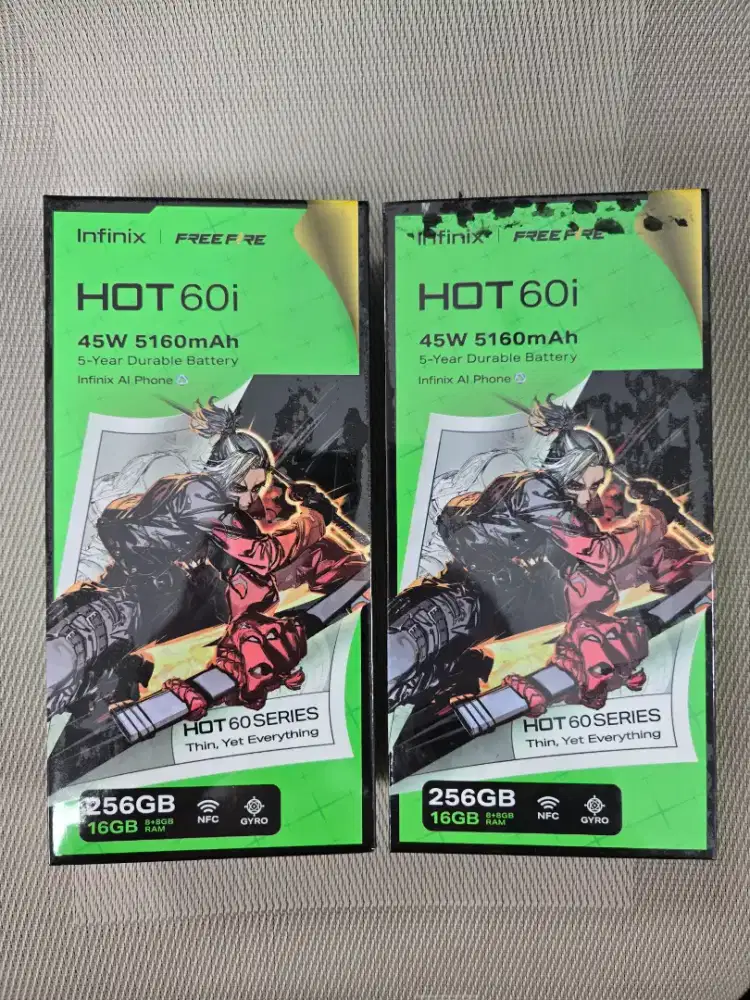 Infinix | FREE FIRE
HOT 60i
45W 5160mAh
5-Year Durable Battery
Infinix AI Phone
HOT 60 SERIES
Thin, Yet Everything
256GB
16GB 8+8GB RAM
NFC
GYRO
Infinix | FREE FIRE
HOT 60i
45W 5160mAh
5-Year Durable Battery
Infinix AI Phone
HOT 60 SERIES
Thin, Yet Everything
256GB
16GB 8+8GB RAM
NFC
GYRO